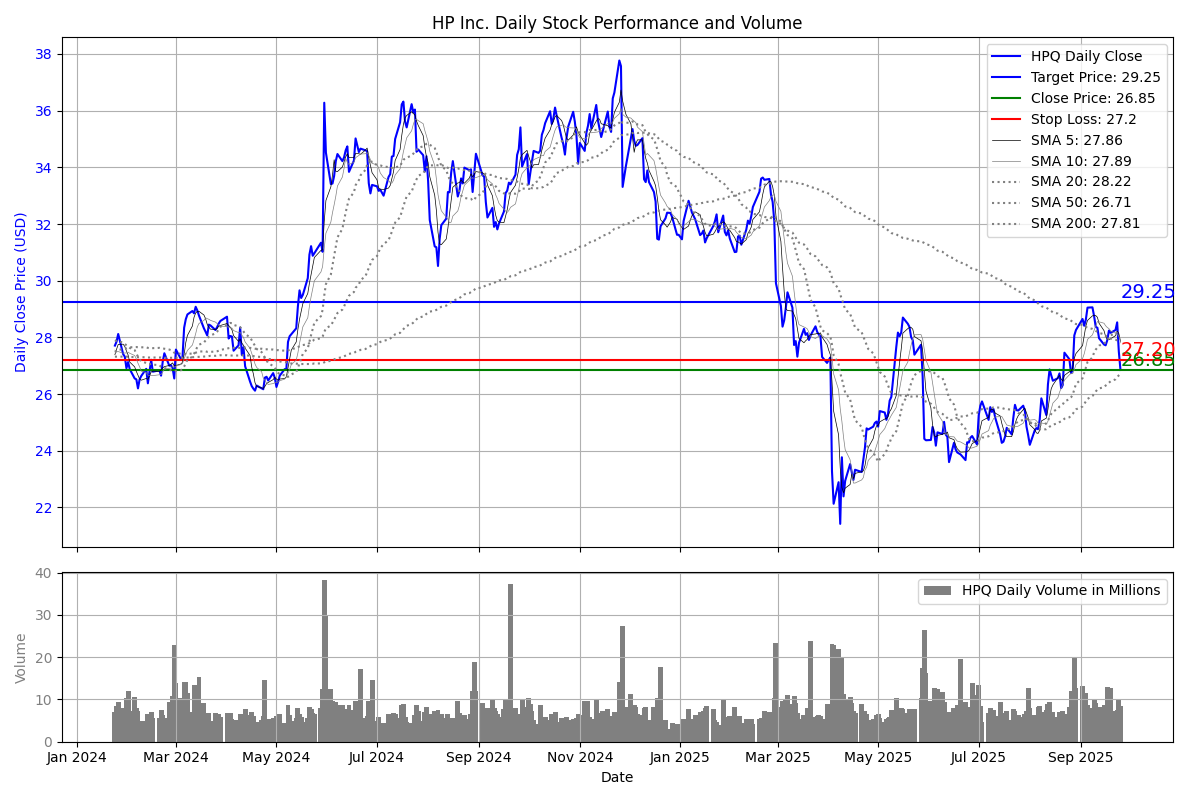 HP Inc. Daily Stock Performance and Volume
38
36
34
32
30
28
26
24
22
Daily Close Price (USD)
HPQ Daily Close
Target Price: 29.25
Close Price: 26.85
Stop Loss: 27.2
SMA 5: 27.86
SMA 10: 27.89
SMA 20: 28.22
SMA 50: 26.71
SMA 200: 27.81
29.25
27.20
26.85
40
30
20
10
0
Volume
HPQ Daily Volume in Millions
Jan 2024
Mar 2024
May 2024
Jul 2024
Sep 2024
Nov 2024
Jan 2025
Mar 2025
May 2025
Jul 2025
Sep 2025
Date